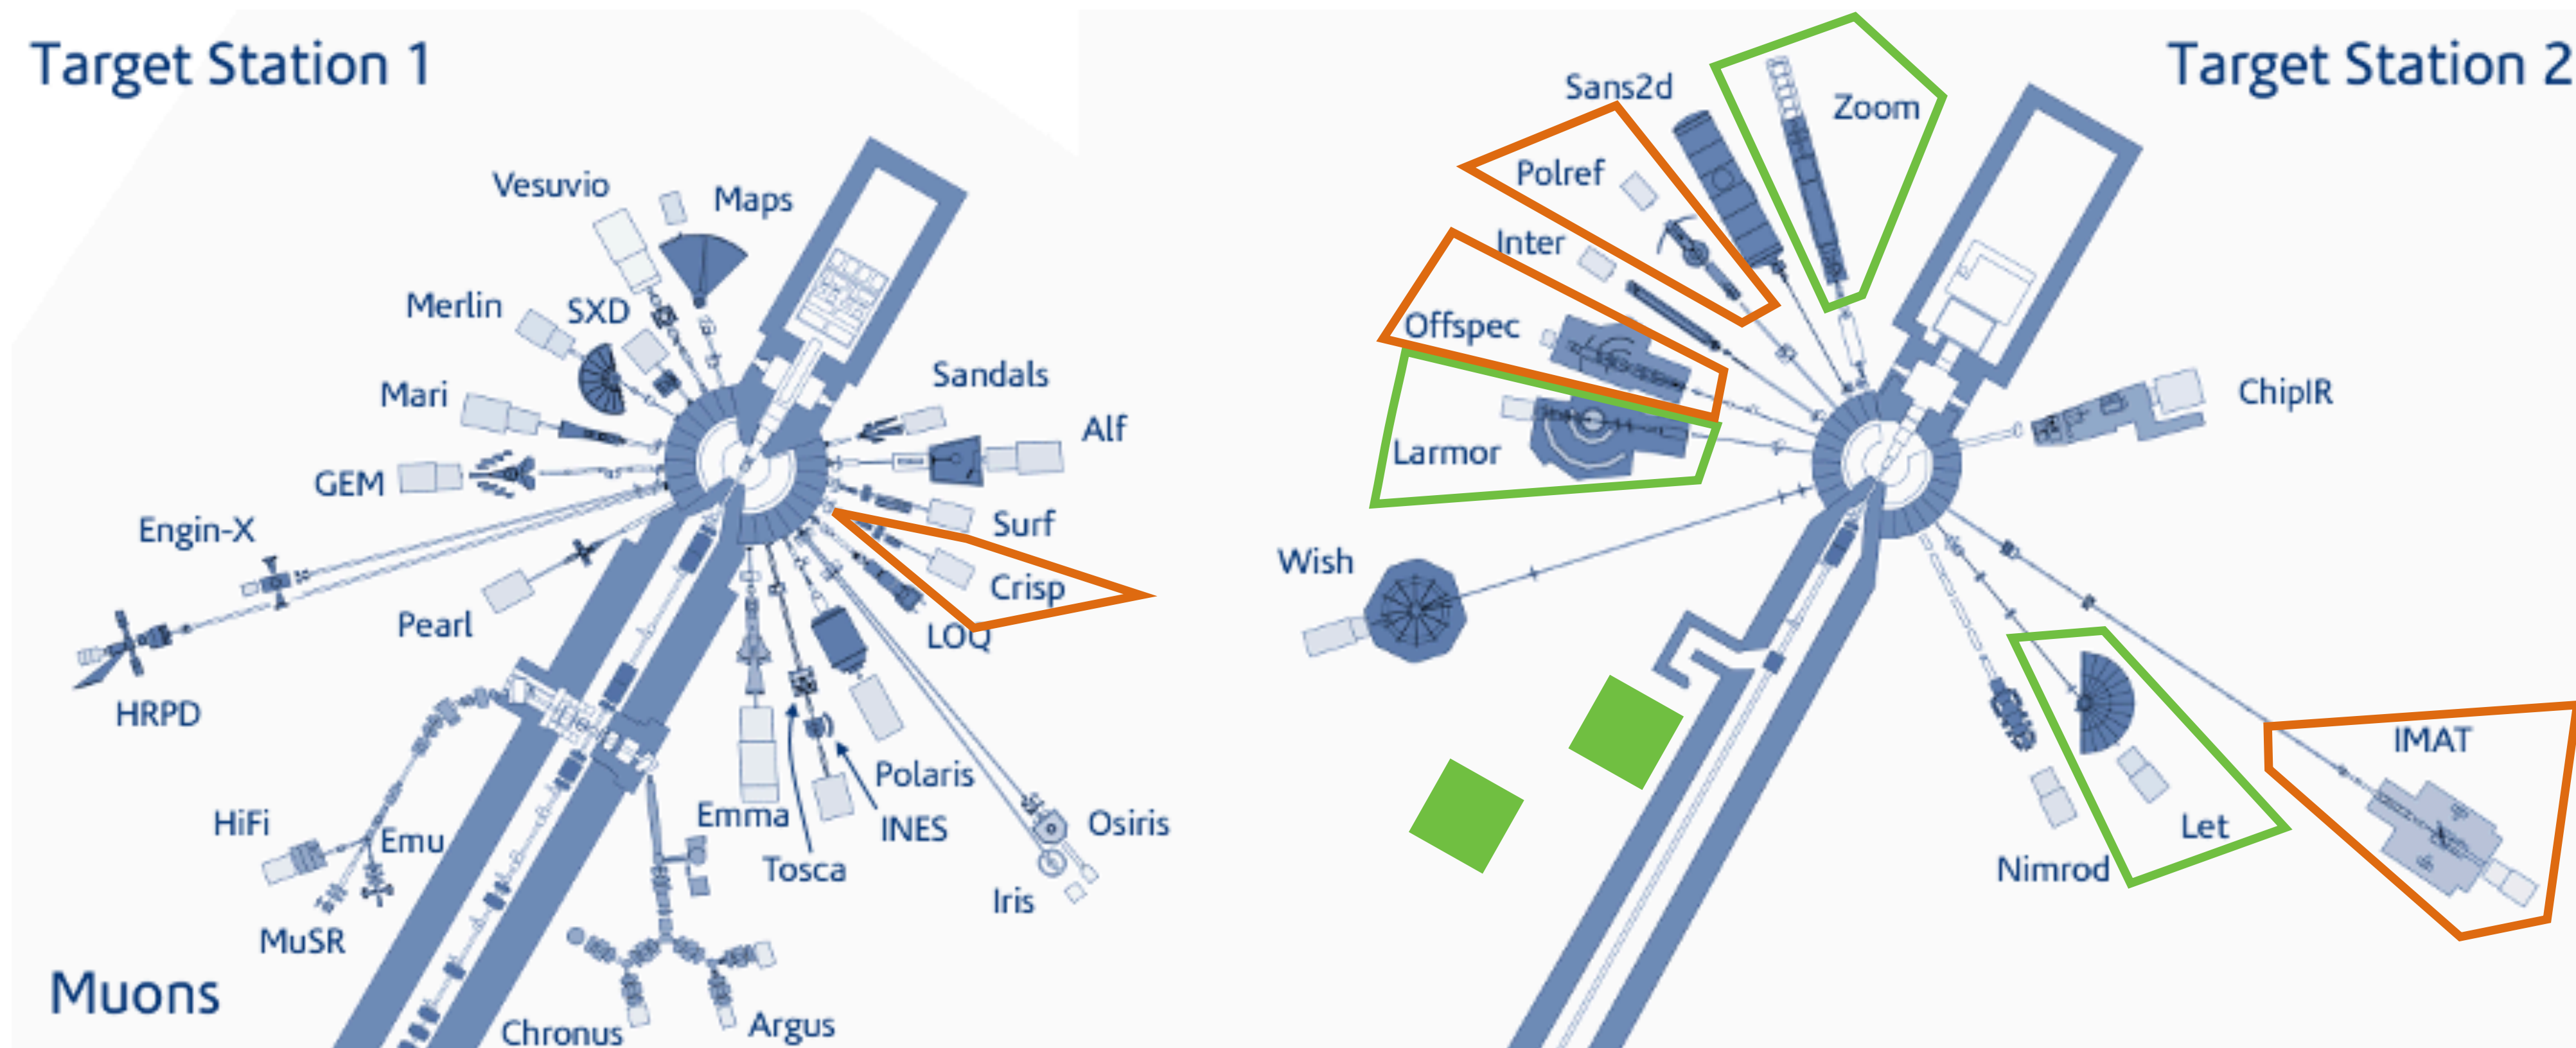 Target Station 1
Vesuvio
Maps
Merlin
SXD
Mari
GEM
Engin-X
Pearl
HRPD
Sandals
Alf
Surf
Crisp
LOQ
Polaris
INES
Emma
Tosca
Osiris
Iris
HiFi
Emu
MuSR
Muons
Chronus
Argus
Target Station 2
Sans2d
Zoom
Polref
Inter
Offspec
Larmor
Wish
ChipIR
IMAT
Let
Nimrod